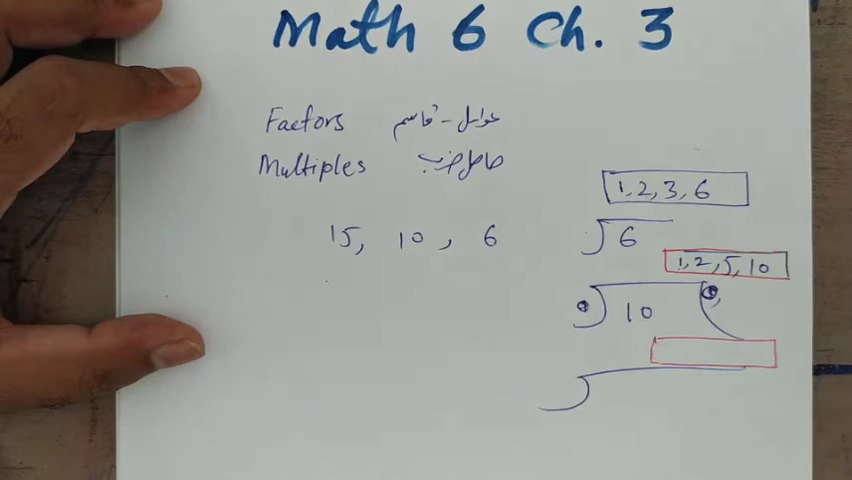 Math 6 Ch. 3
Factors عوامل - قاسم
Multiples حاصل ضرب
1, 2, 3, 6
15, 10, 6
6
1, 2, 5, 10
10